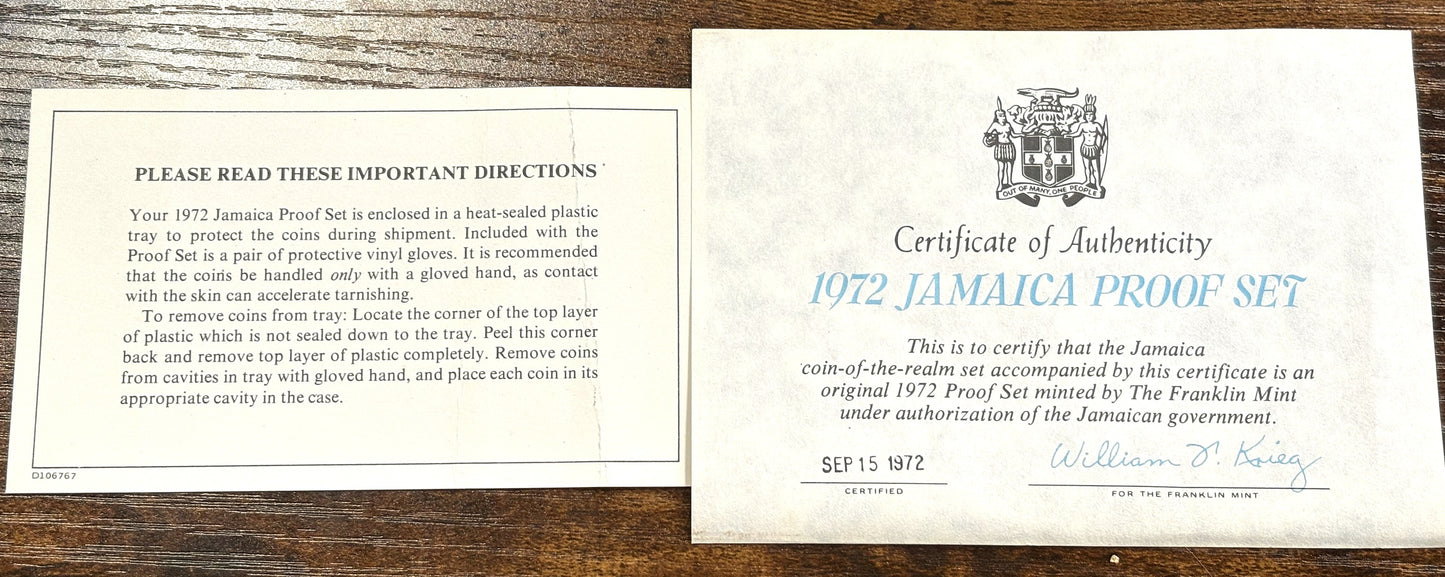 PLEASE READ THESE IMPORTANT DIRECTIONS
Your 1972 Jamaica Proof Set is enclosed in a heat-sealed plastic
tray to protect the coins during shipment. Included with the
Proof Set is a pair of protective vinyl gloves. It is recommended
that the coins be handled only with a gloved hand, as contact
with the skin can accelerate tarnishing.
To remove coins from tray: Locate the corner of the top layer
of plastic which is not sealed down to the tray. Peel this corner
back and remove top layer of plastic completely. Remove coins
from cavities in tray with gloved hand, and place each coin in its
appropriate cavity in the case.
D106767
OUT OF MANY, ONE PEOPLE
Certificate of Authenticity
1972 JAMAICA PROOF SET
This is to certify that the Jamaica
coin-of-the-realm set accompanied by this certificate is an
original 1972 Proof Set minted by The Franklin Mint
under authorization of the Jamaican government.
SEP 15 1972
CERTIFIED
William T. Krieg
FOR THE FRANKLIN MINT